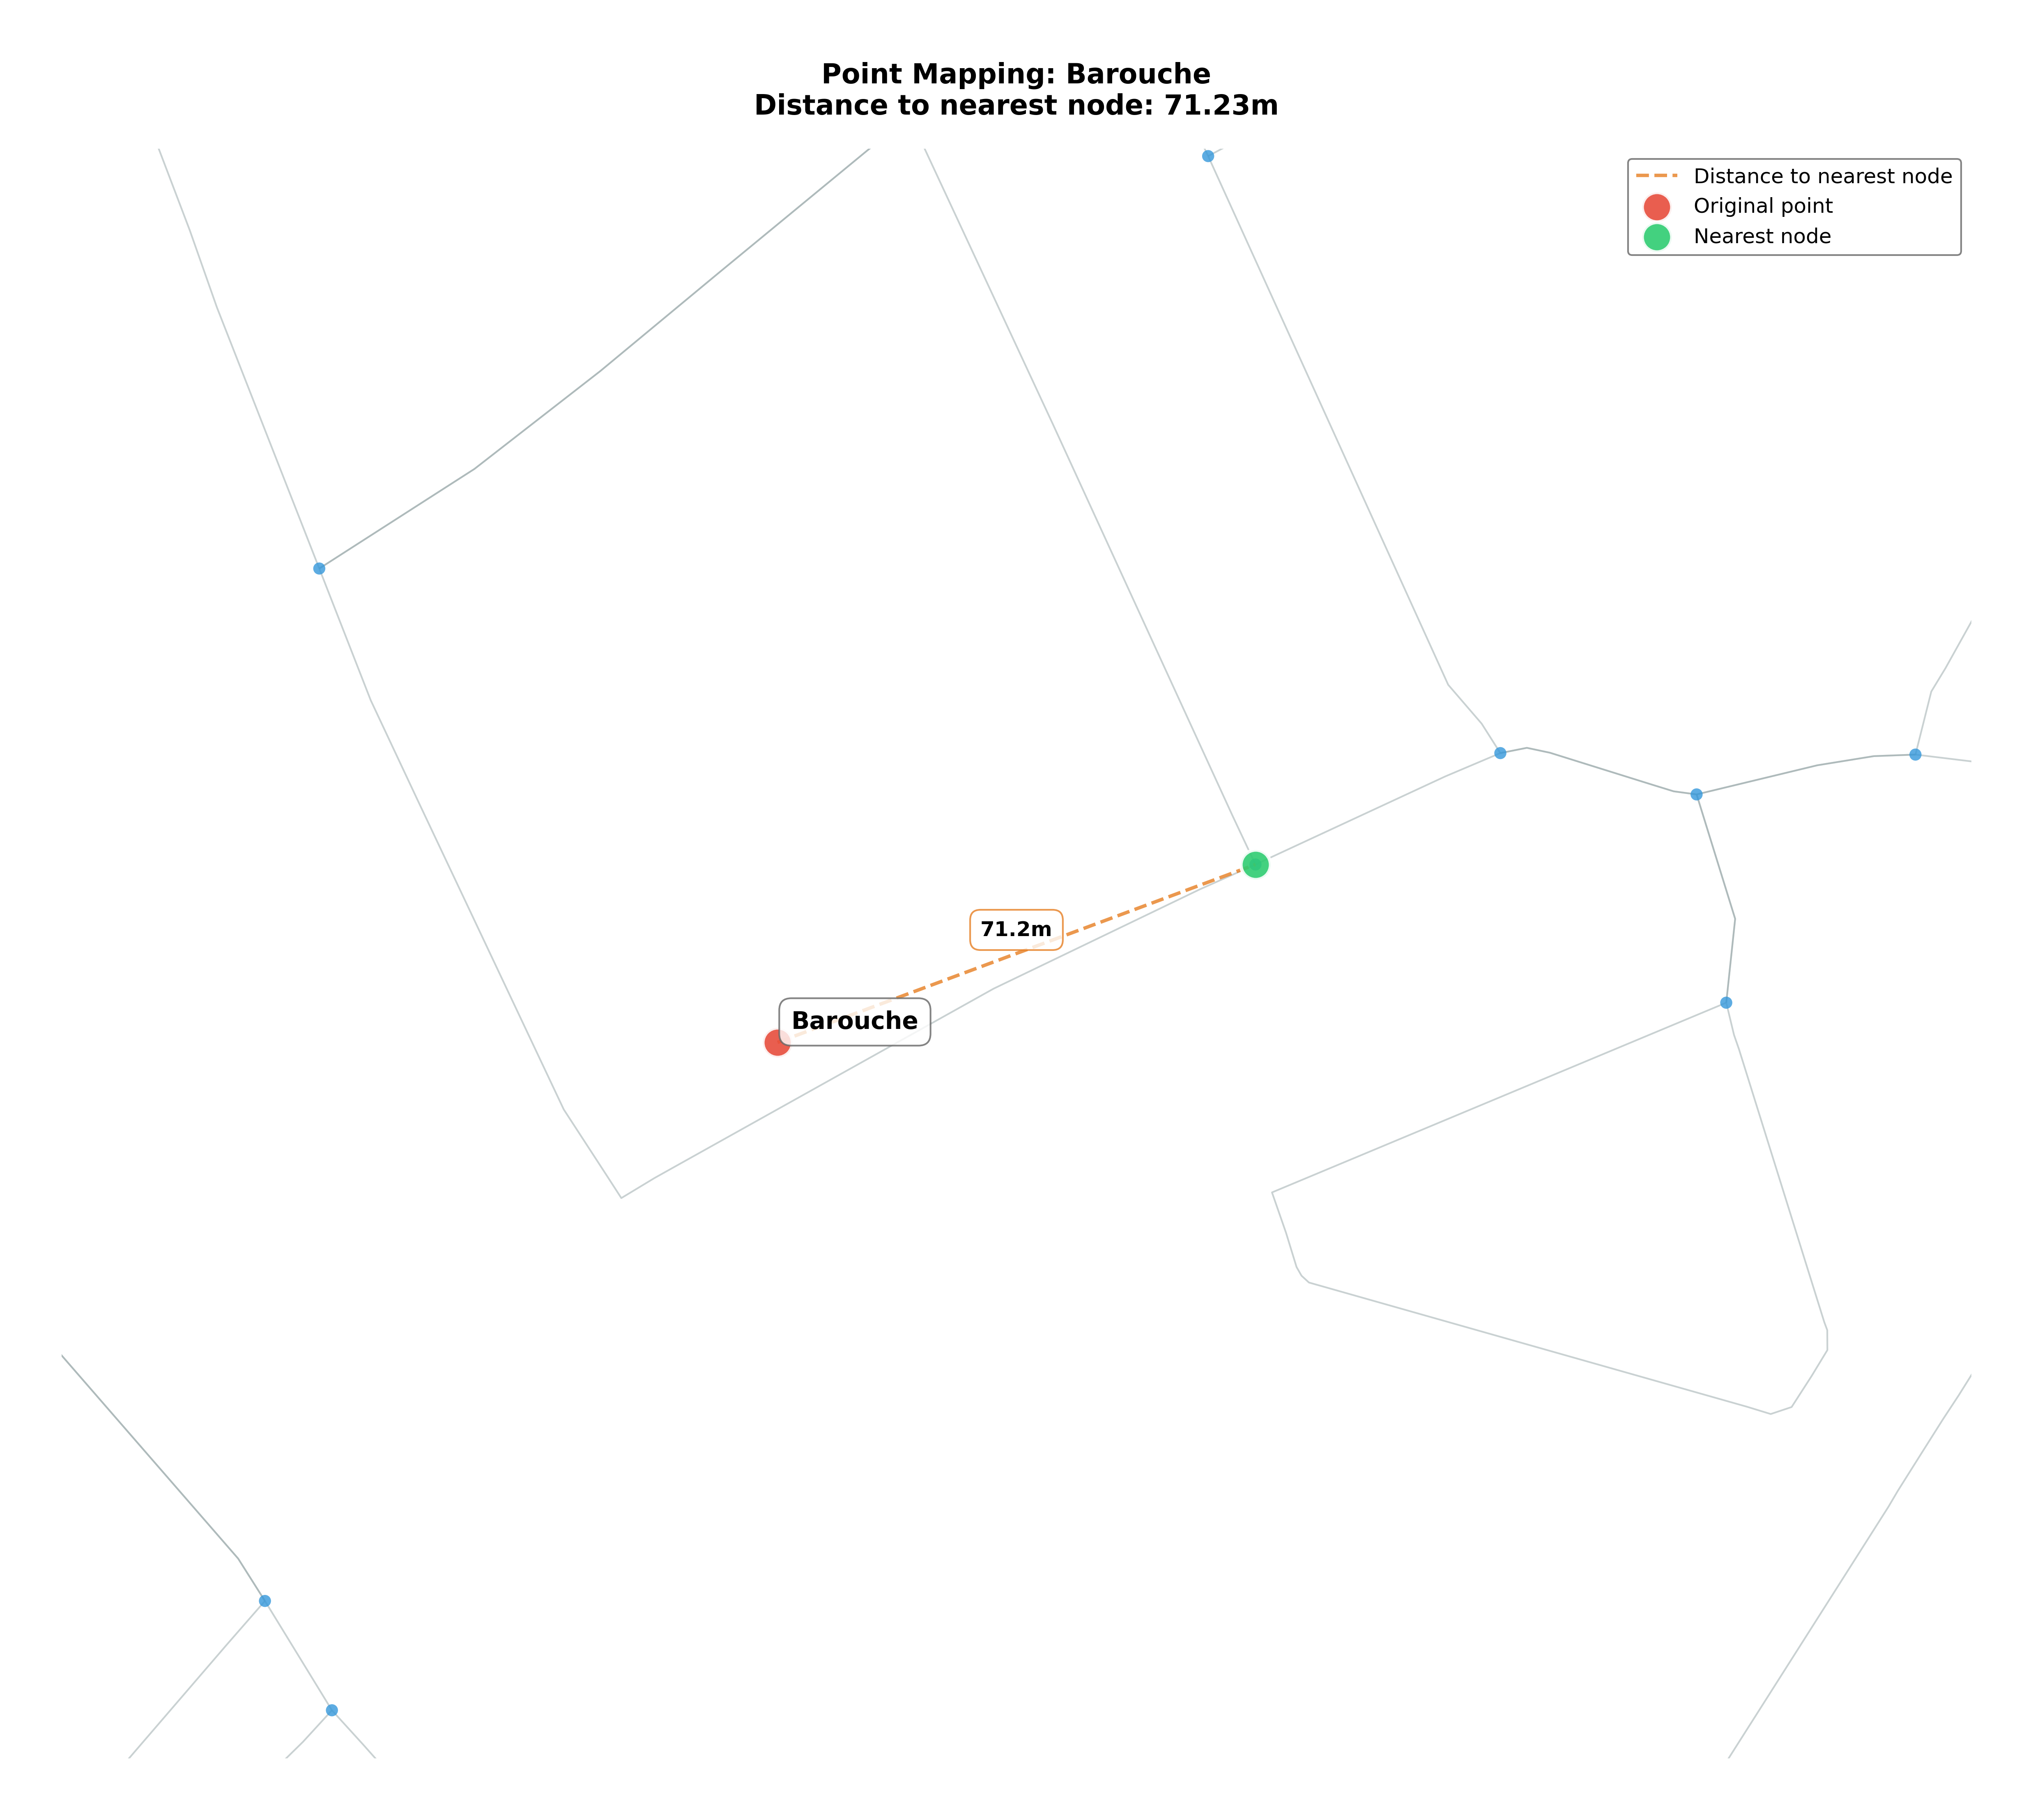 Point Mapping: Barouche
Distance to nearest node: 71.23m
Distance to nearest node
Original point
Nearest node
71.2m
Barouche